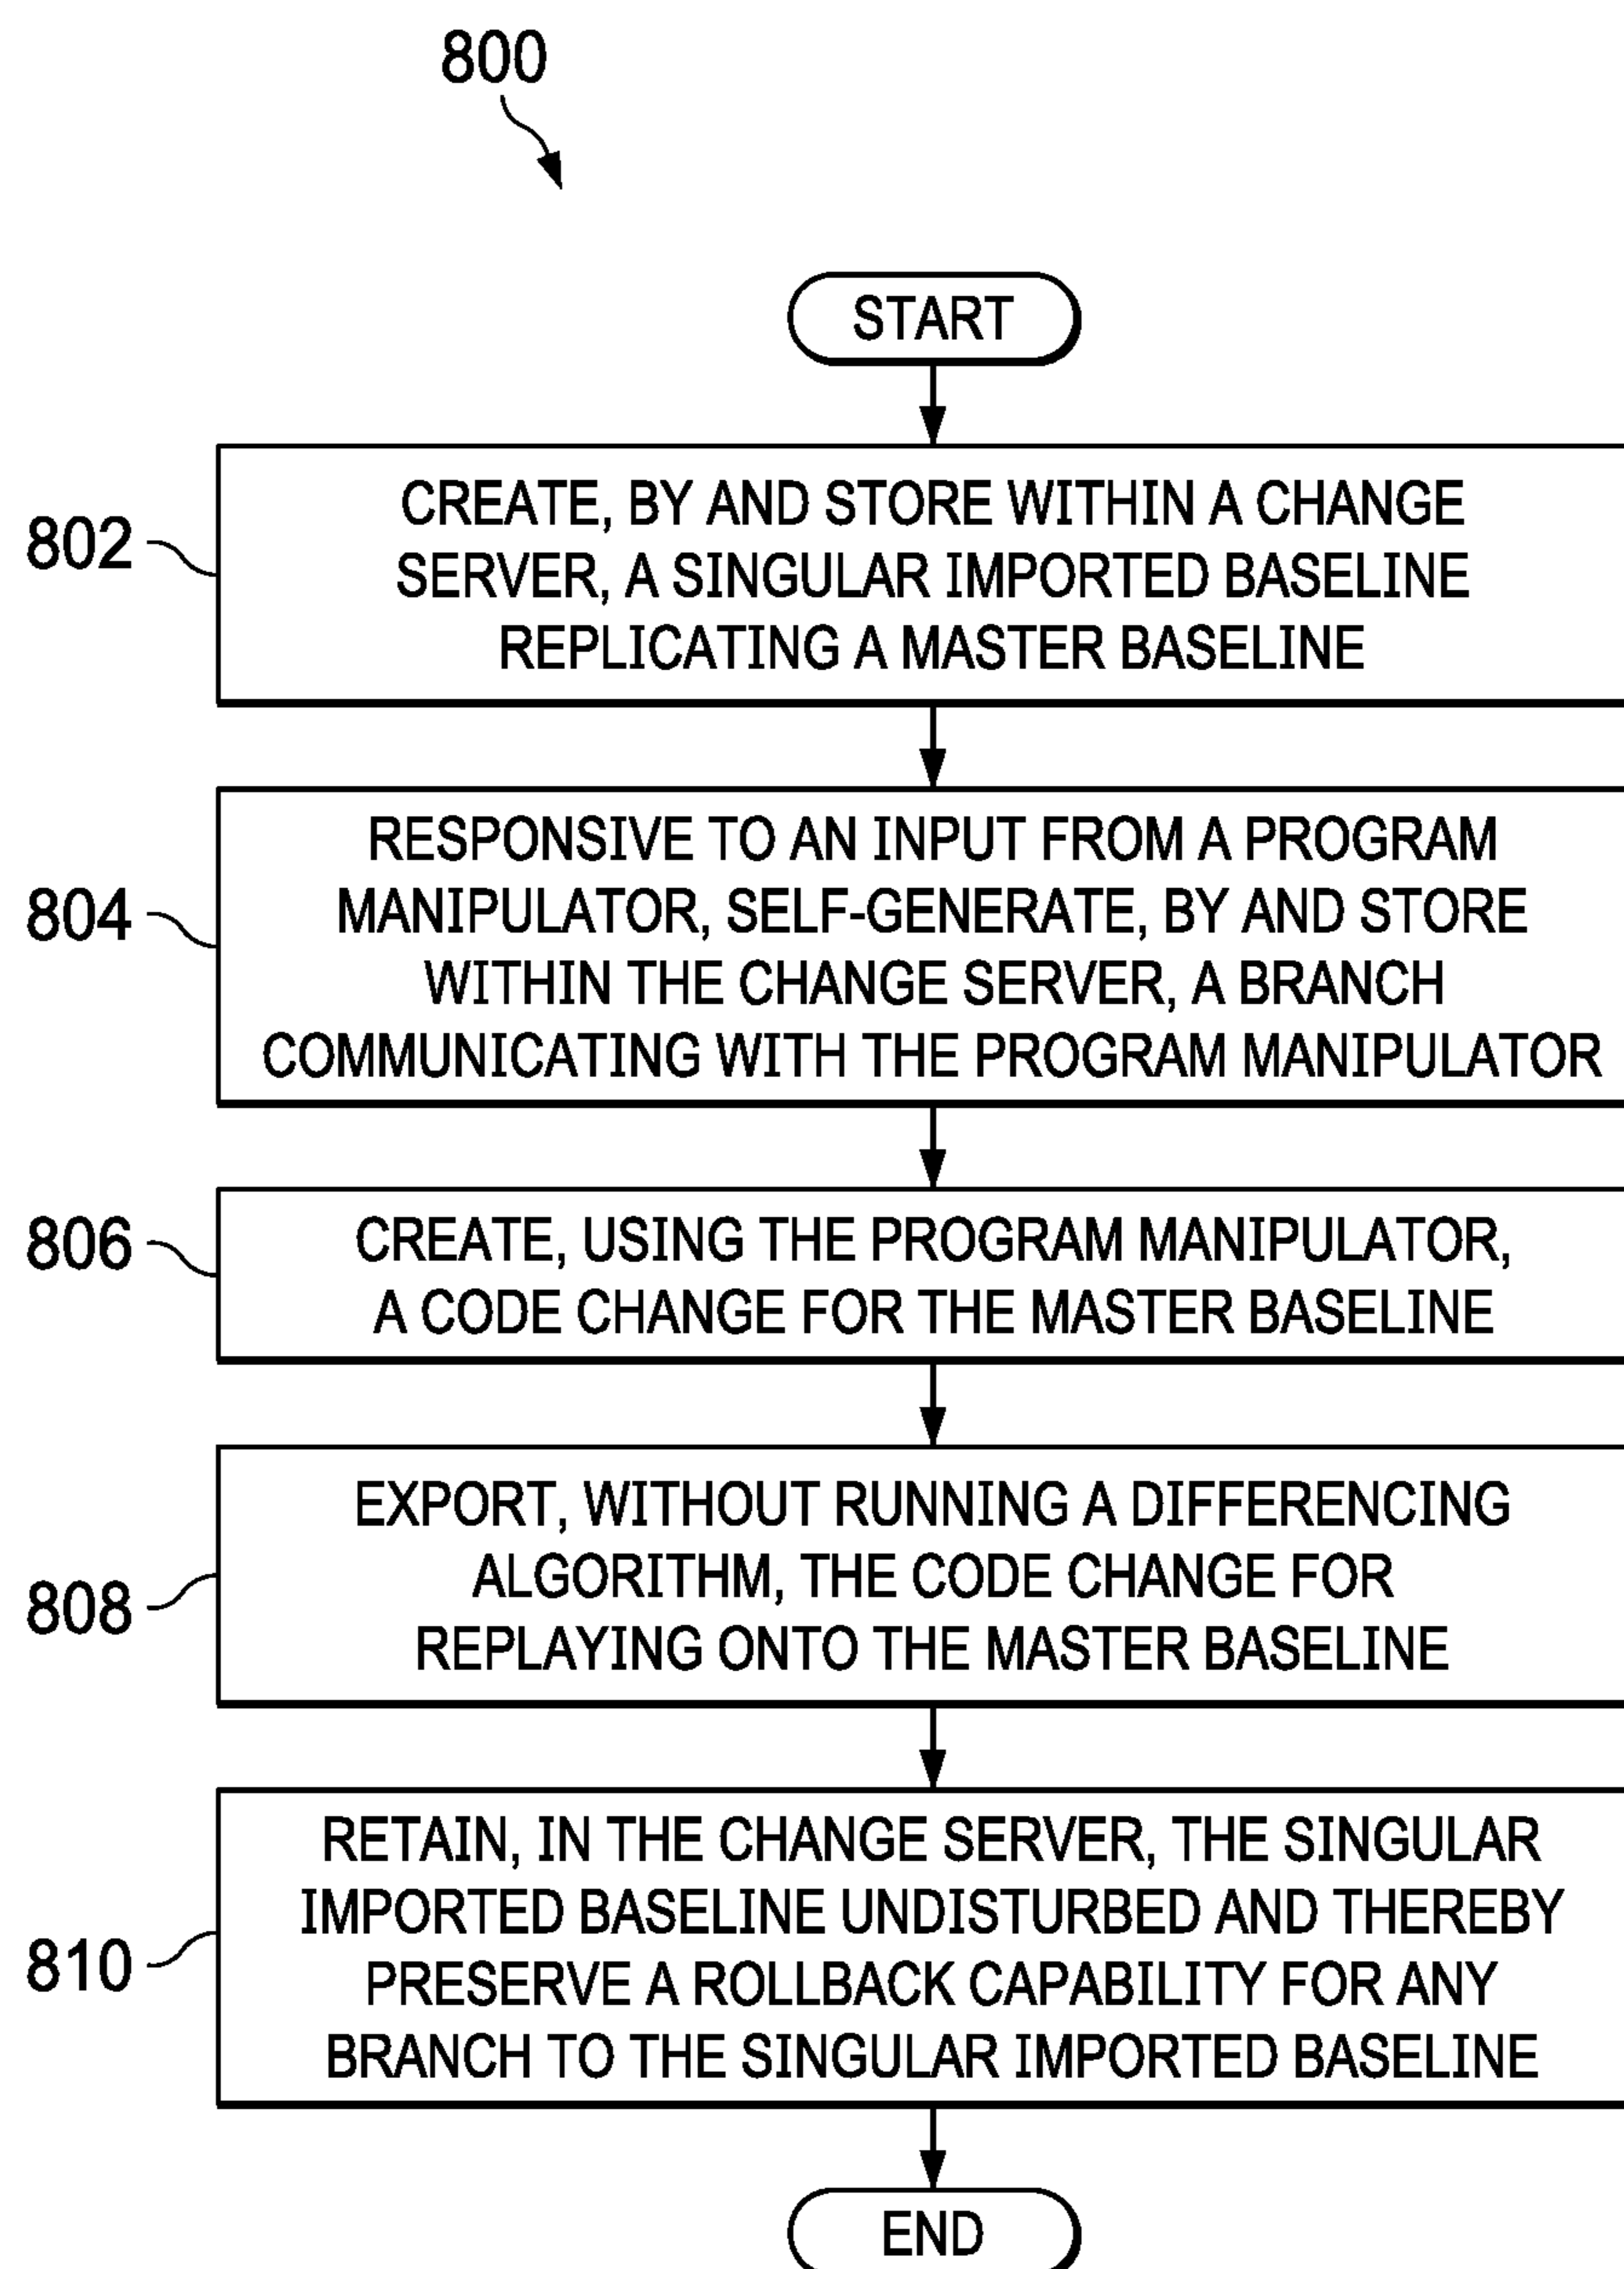 800
START
802
CREATE, BY AND STORE WITHIN A CHANGE
SERVER, A SINGULAR IMPORTED BASELINE
REPLICATING A MASTER BASELINE
804
RESPONSIVE TO AN INPUT FROM A PROGRAM
MANIPULATOR, SELF-GENERATE, BY AND STORE
WITHIN THE CHANGE SERVER, A BRANCH
COMMUNICATING WITH THE PROGRAM MANIPULATOR
806
CREATE, USING THE PROGRAM MANIPULATOR,
A CODE CHANGE FOR THE MASTER BASELINE
808
EXPORT, WITHOUT RUNNING A DIFFERENCING
ALGORITHM, THE CODE CHANGE FOR
REPLAYING ONTO THE MASTER BASELINE
810
RETAIN, IN THE CHANGE SERVER, THE SINGULAR
IMPORTED BASELINE UNDISTURBED AND THEREBY
PRESERVE A ROLLBACK CAPABILITY FOR ANY
BRANCH TO THE SINGULAR IMPORTED BASELINE
END